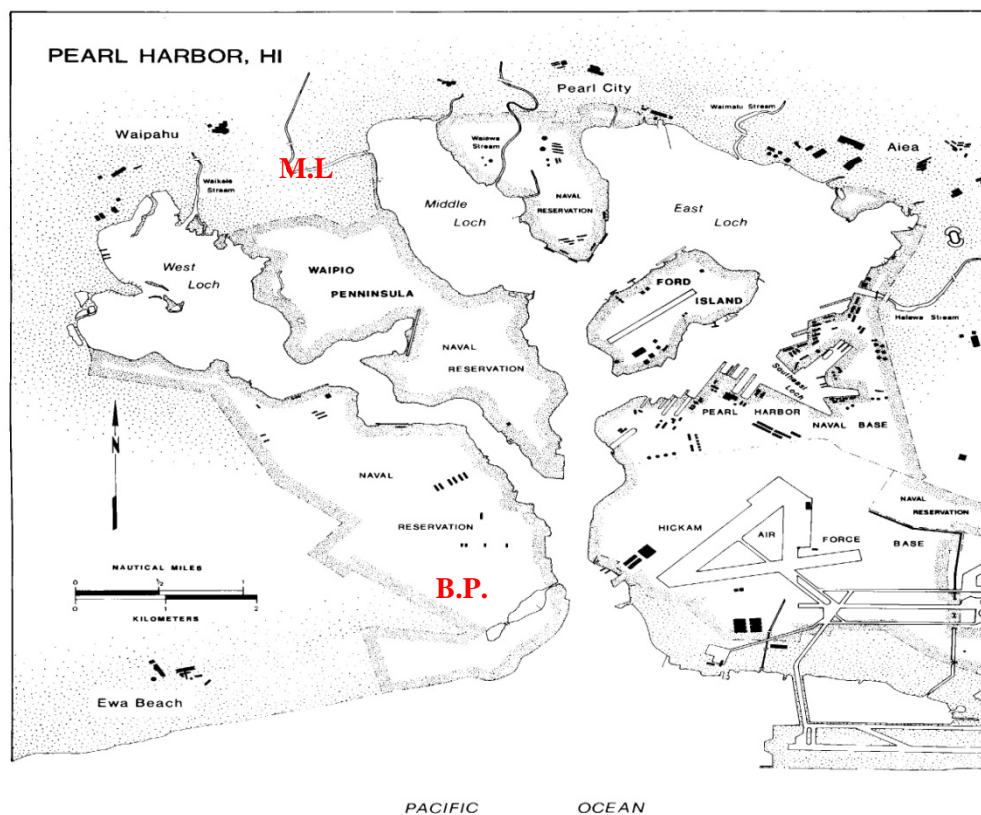 PEARL HARBOR, HI
Pearl City
Waimalu Stream
Waipahu
Waiawa
Stream
Aiea
M.L
Waikele
Stream
Middle
Loch
NAVAL
RESERVATION
East
Loch
West
Loch
WAIPIO
PENNINSULA
FORD
ISLAND
Halawa Stream
NAVAL
RESERVATION
Southeast
Loch
PEARL HARBOR
NAVAL BASE
N
NAVAL
RESERVATION
NAVAL
RESERVATION
HICKAM AIR FORCE BASE
NAUTICAL MILES
0 1/2 1
0 1 2
KILOMETERS
B.P.
Ewa Beach
PACIFIC OCEAN